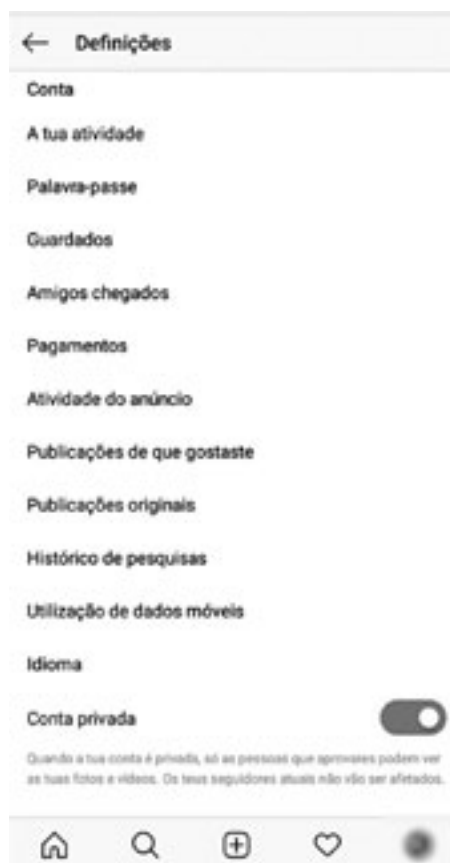 Definições
Conta
A tua atividade
Palavra-passe
Guardados
Amigos chegados
Pagamentos
Atividade do anúncio
Publicações de que gostaste
Publicações originais
Histórico de pesquisas
Utilização de dados móveis
Idioma
Conta privada
Quando a tua conta é privada, só as pessoas que aprovares podem ver
as tuas fotos e vídeos. Os teus seguidores atuais não vão ser afetados.